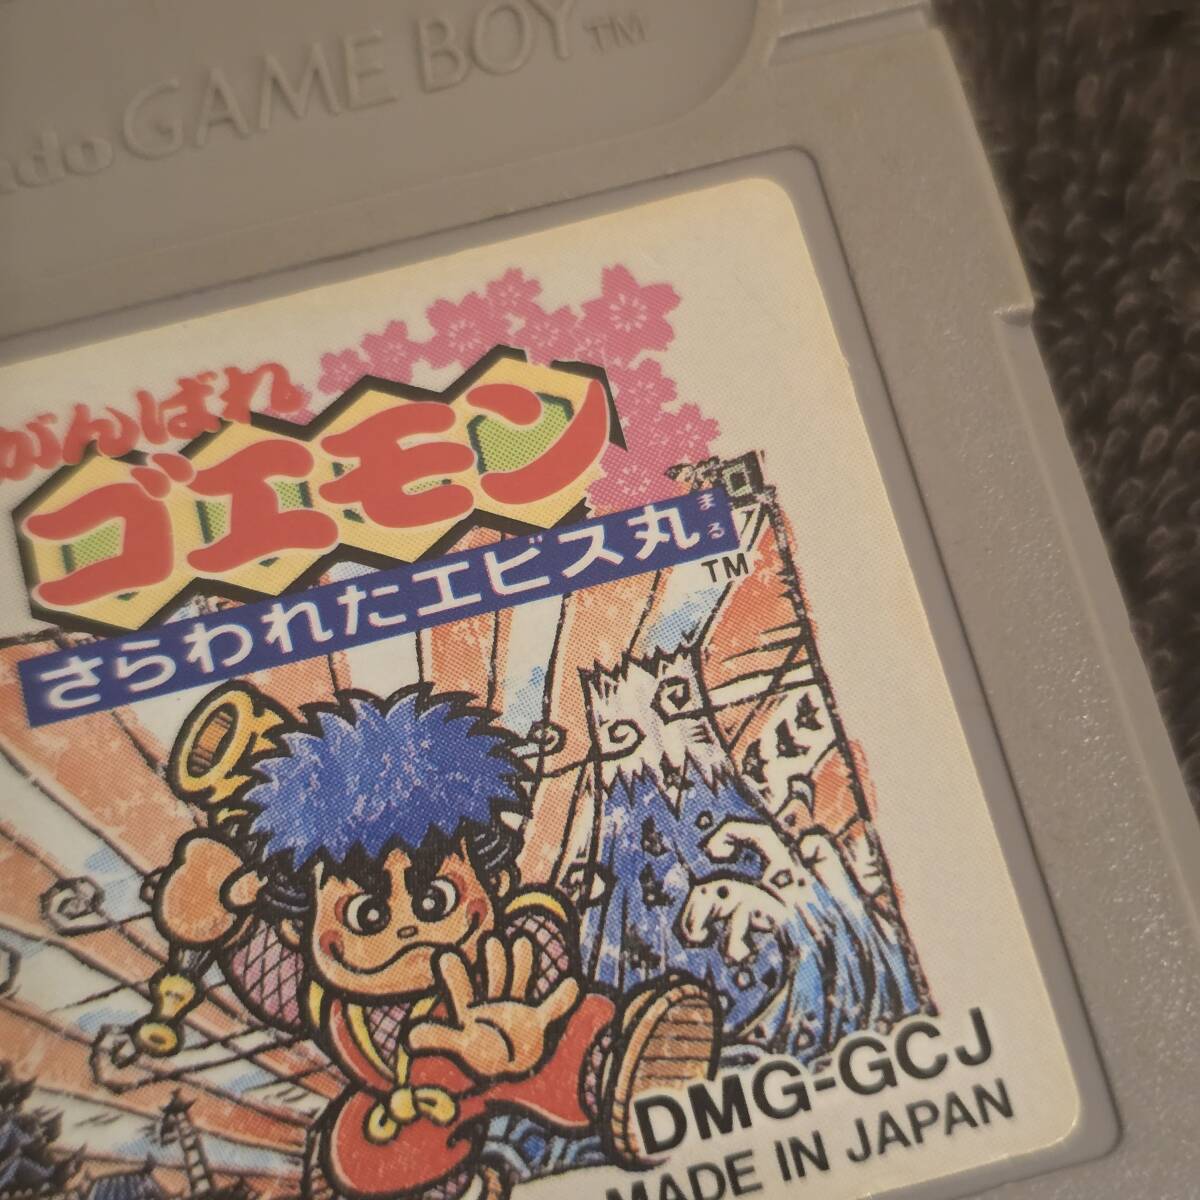 GAME BOY™
がんばれ
ゴエモン
さらわれたエビス丸
まる
TM
DMG-GCJ
MADE IN JAPAN